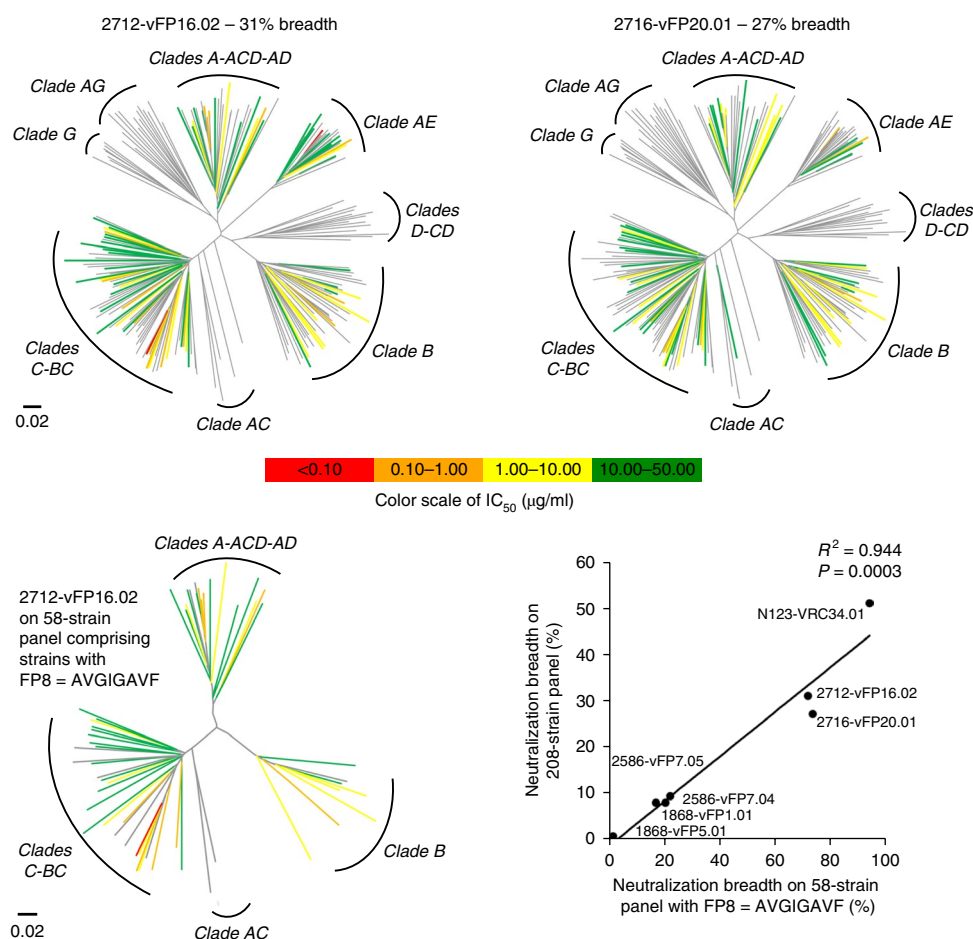 2712-vFP16.02 – 31% breadth
Clades A-ACD-AD
Clade AG
Clade G
Clade AE
Clades
D-CD
Clades
C-BC
Clade B
Clade AC
0.02
2716-vFP20.01 – 27% breadth
Clades A-ACD-AD
Clade AG
Clade G
Clade AE
Clades
D-CD
Clades
C-BC
Clade B
Clade AC
<0.10 0.10–1.00 1.00–10.00 10.00–50.00
Color scale of IC50 (μg/ml)
Clades A-ACD-AD
2712-vFP16.02
on 58-strain
panel comprising
strains with
FP8 = AVGIGAVF
Clades
C-BC
Clade B
Clade AC
0.02
R2 = 0.944
P = 0.0003
Neutralization breadth on
208-strain panel (%)
60
50
40
30
20
10
0
N123-VRC34.01
2712-vFP16.02
2716-vFP20.01
2586-vFP7.05
2586-vFP7.04
1868-vFP1.01
1868-vFP5.01
0 20 40 60 80 100
Neutralization breadth on 58-strain
panel with FP8 = AVGIGAVF (%)